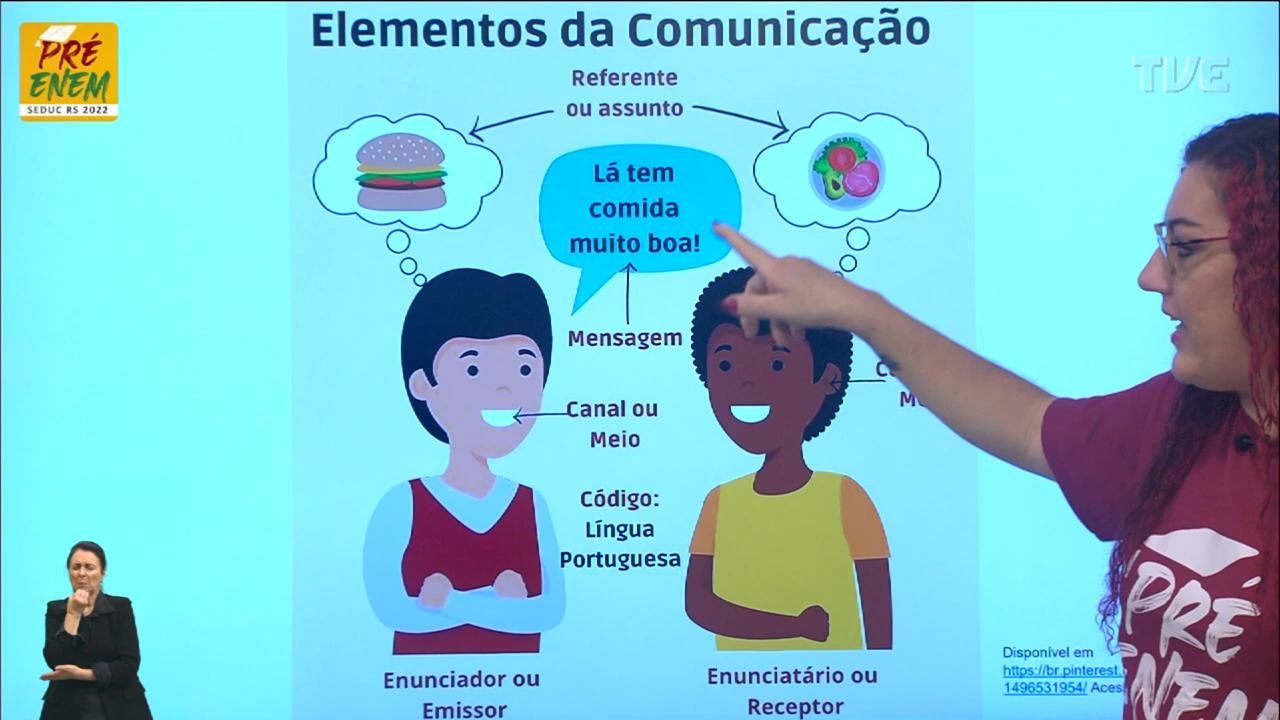 PRÉ
ENEM
SEDUC RS 2022
Elementos da Comunicação
TVE
Referente
ou assunto
Lá tem
comida
muito boa!
Mensagem
Canal ou
Meio
Código:
Língua
Portuguesa
Enunciador ou
Emissor
Enunciatário ou
Receptor
Disponível em
https://br.pinterest.
1496531954/
PRÉ
ENEM